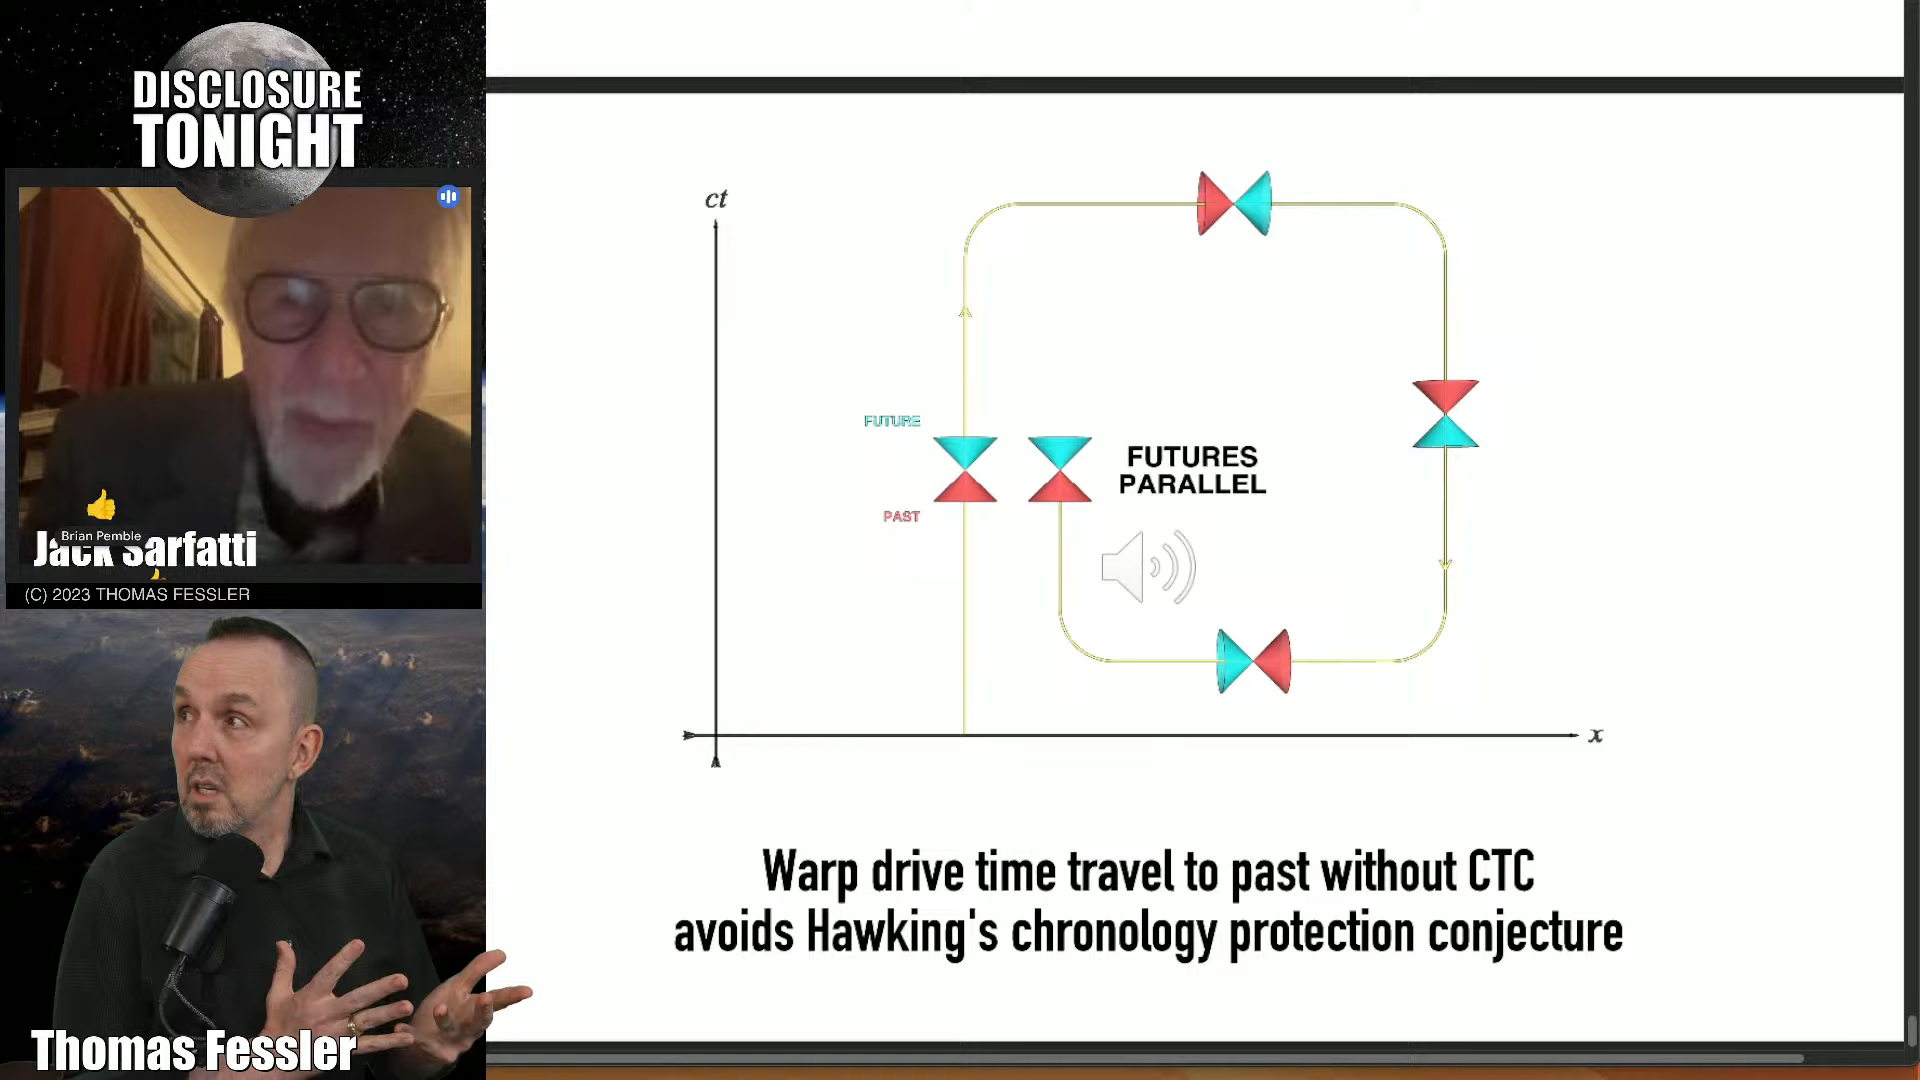 DISCLOSURE
TONIGHT
Brian Pemble
Jack Sarfatti
(C) 2023 THOMAS FESSLER
Thomas Fessler
ct
FUTURE
PAST
FUTURES
PARALLEL
x
Warp drive time travel to past without CTC
avoids Hawking's chronology protection conjecture